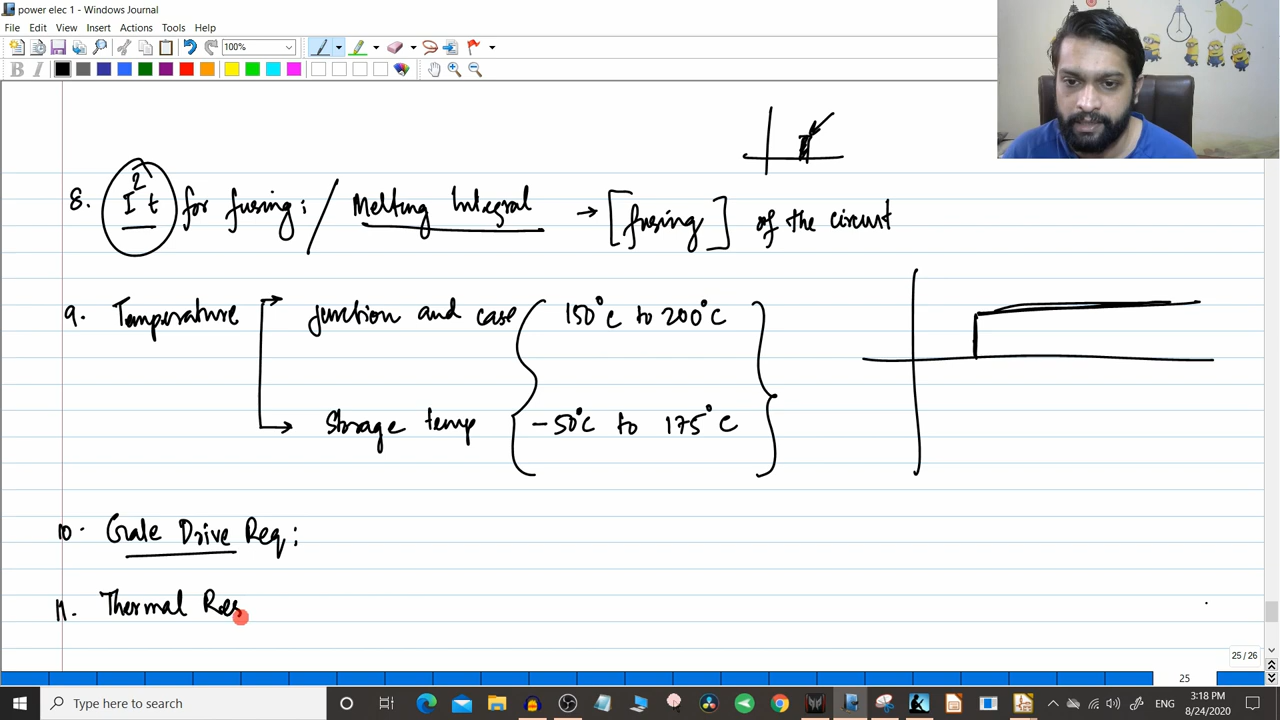 power elec 1 - Windows Journal
File Edit View Insert Actions Tools Help
100%
B I
8. I²t for fusing: / Melting Integral → [fusing] of the circuit
9. Temperature junction and case 150°C to 200°C
Storage temp -50°C to 175°C
10. Gate Drive Req:
11. Thermal Res
25 / 26
25
Type here to search
3:18 PM
8/24/2020